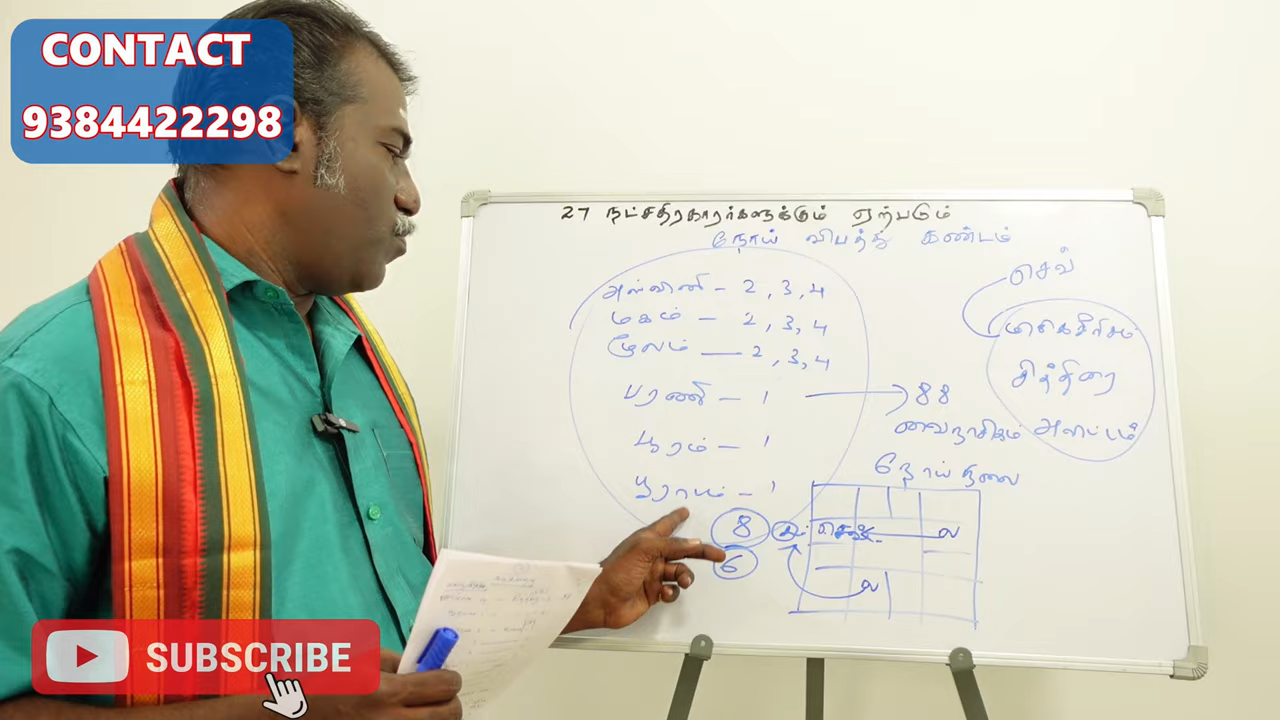 CONTACT
9384422298
27 நட்சதிரகாரர்களுக்கும் ஏற்படும்
நோய் விபத்து கண்டம்
செவ்
அஸ்வினி - 2, 3, 4
மகம் - 2, 3, 4
மூலம் - 2, 3, 4
மிருகசீரிசம்
சித்திரை
அவிட்டம்
பரணி - 1 → 88
வைநாசிகம்
பூரம் - 1
பூராடம் - 1
நோய் நிலை
8
6
ல
ல
SUBSCRIBE